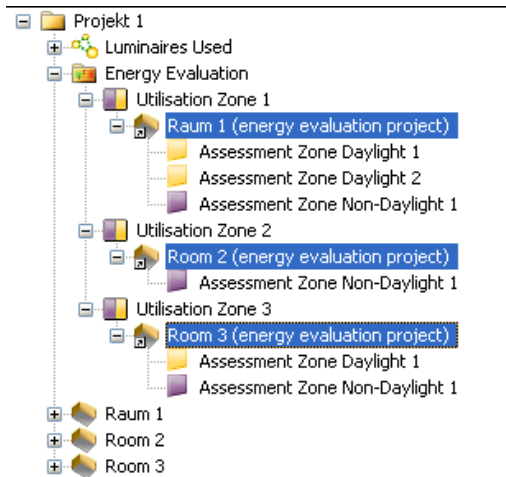 Projekt 1
Luminaires Used
Energy Evaluation
Utilisation Zone 1
Raum 1 (energy evaluation project)
Assessment Zone Daylight 1
Assessment Zone Daylight 2
Assessment Zone Non-Daylight 1
Utilisation Zone 2
Room 2 (energy evaluation project)
Assessment Zone Non-Daylight 1
Utilisation Zone 3
Room 3 (energy evaluation project)
Assessment Zone Daylight 1
Assessment Zone Non-Daylight 1
Raum 1
Room 2
Room 3